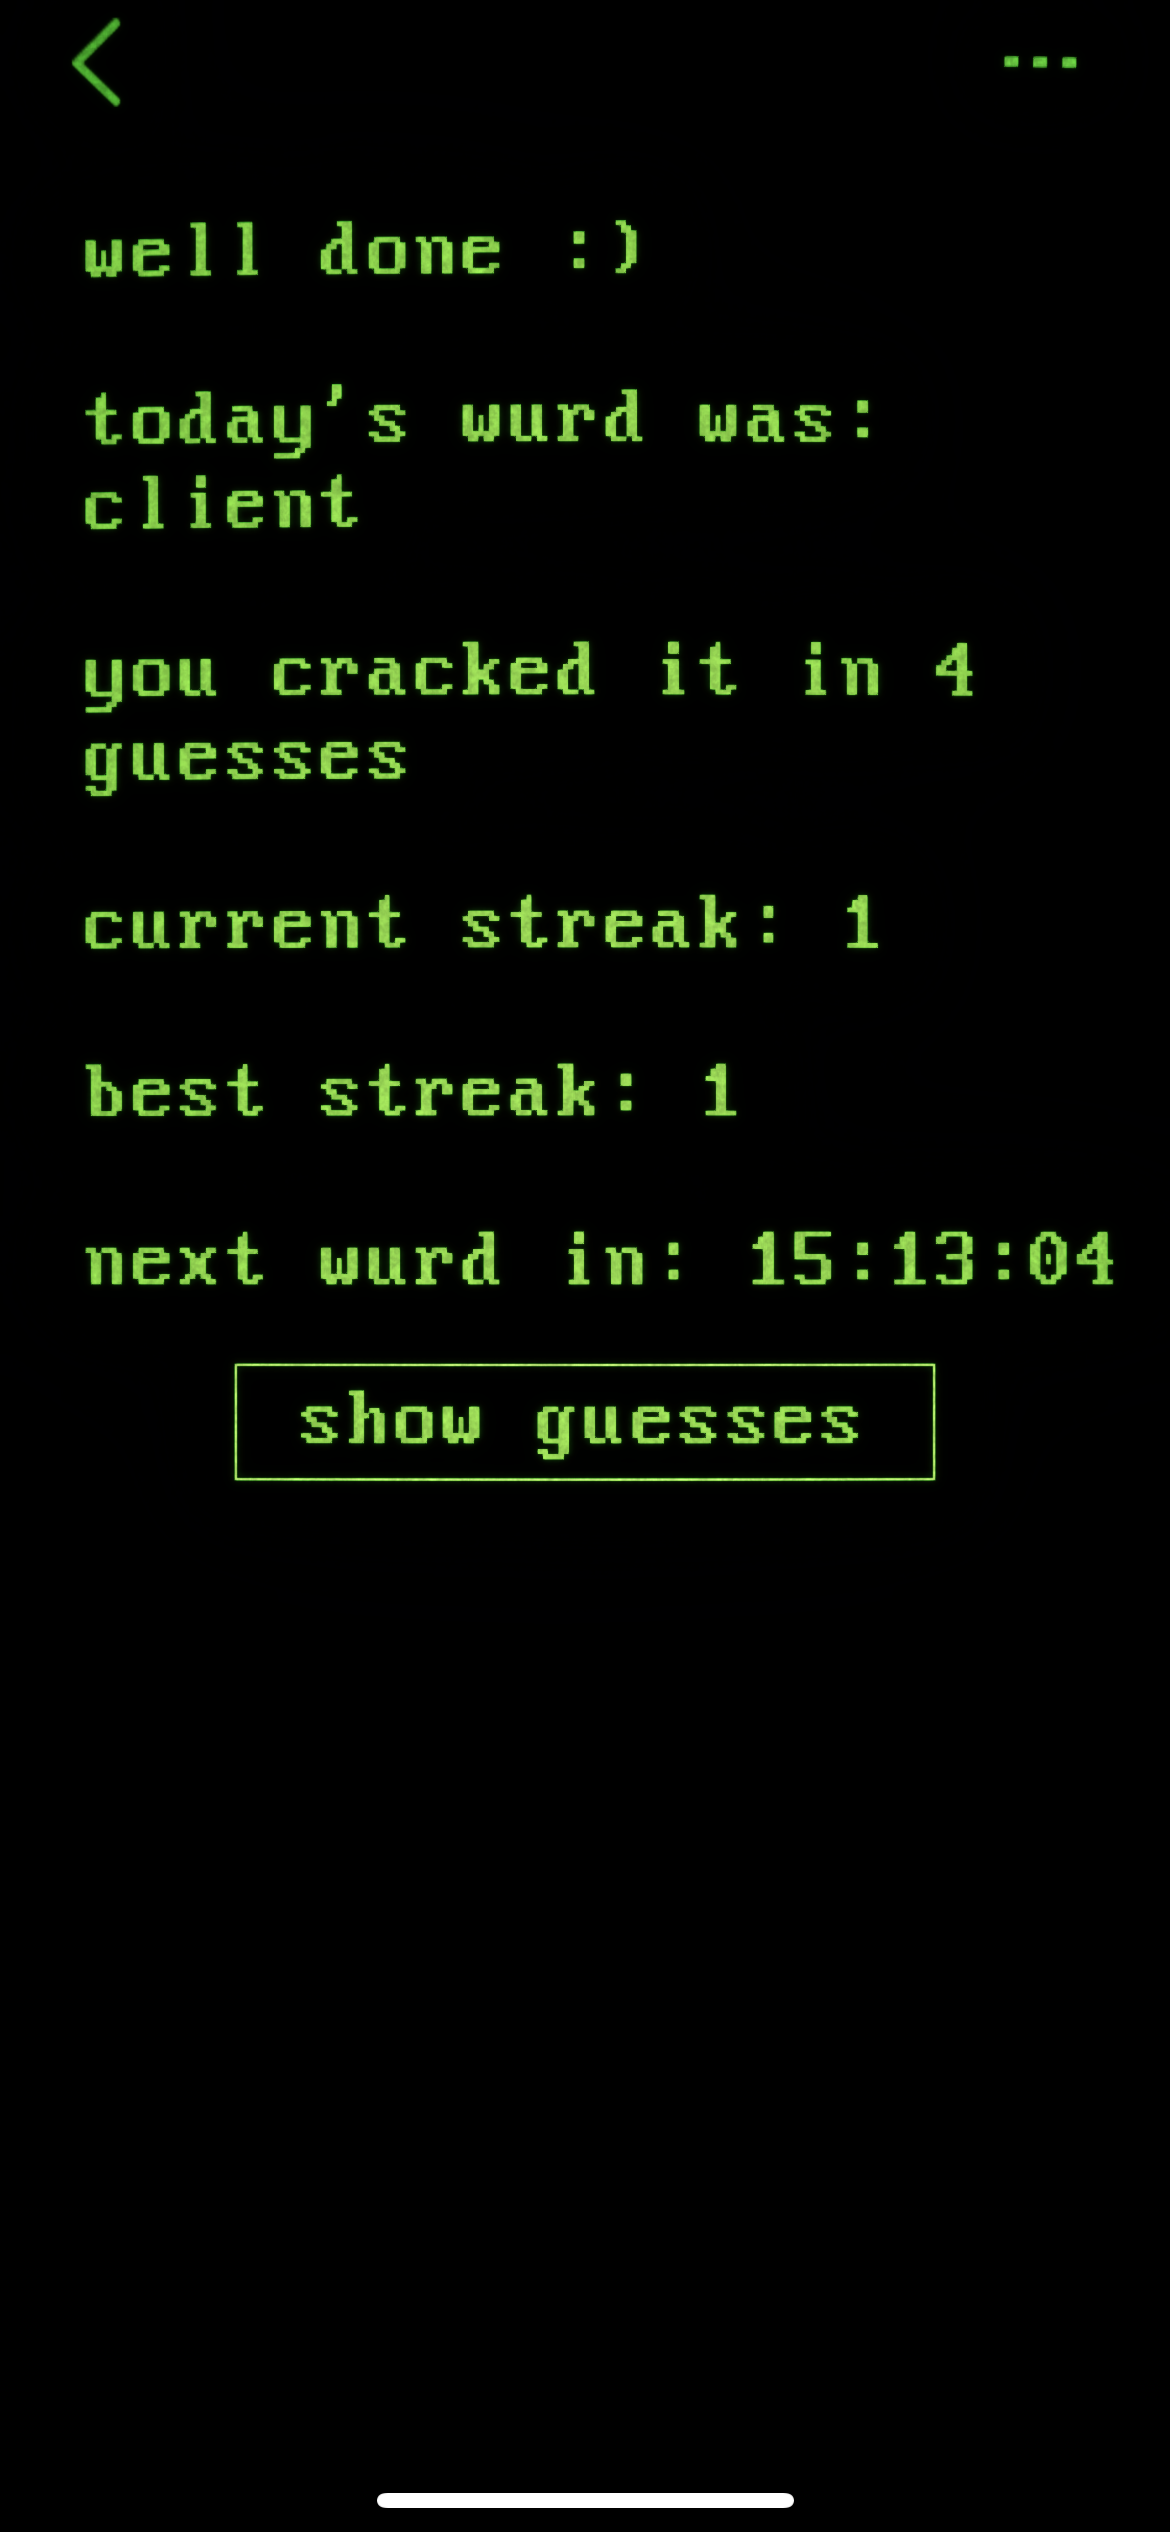 well done :)
today's wurd was:
client
you cracked it in 4
guesses
current streak: 1
best streak: 1
next wurd in: 15:13:04
show guesses